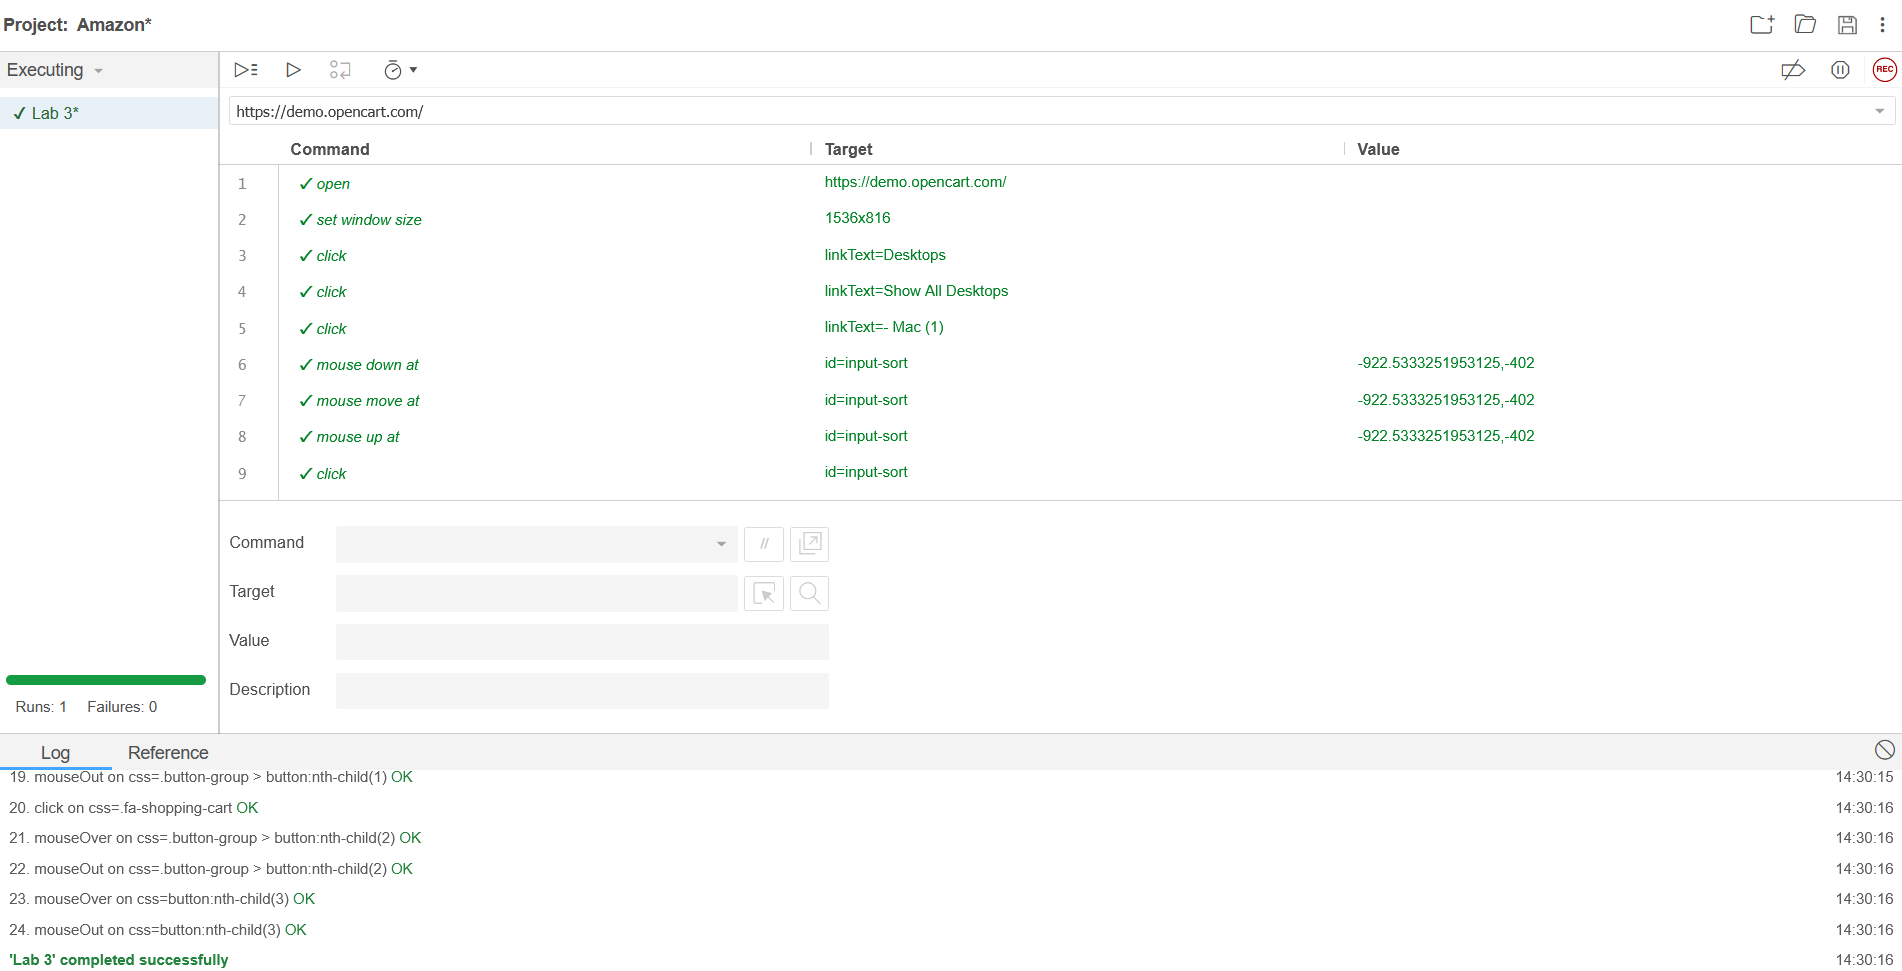 Project: Amazon*
Executing
✓ Lab 3*
REC
https://demo.opencart.com/
Command Target Value
1 ✓ open https://demo.opencart.com/
2 ✓ set window size 1536x816
3 ✓ click linkText=Desktops
4 ✓ click linkText=Show All Desktops
5 ✓ click linkText=- Mac (1)
6 ✓ mouse down at id=input-sort -922.5333251953125,-402
7 ✓ mouse move at id=input-sort -922.5333251953125,-402
8 ✓ mouse up at id=input-sort -922.5333251953125,-402
9 ✓ click id=input-sort
Command //
Target
Value
Description
Runs: 1 Failures: 0
Log Reference
19. mouseOut on css=.button-group > button:nth-child(1) OK 14:30:15
20. click on css=.fa-shopping-cart OK 14:30:16
21. mouseOver on css=.button-group > button:nth-child(2) OK 14:30:16
22. mouseOut on css=.button-group > button:nth-child(2) OK 14:30:16
23. mouseOver on css=button:nth-child(3) OK 14:30:16
24. mouseOut on css=button:nth-child(3) OK 14:30:16
'Lab 3' completed successfully 14:30:16